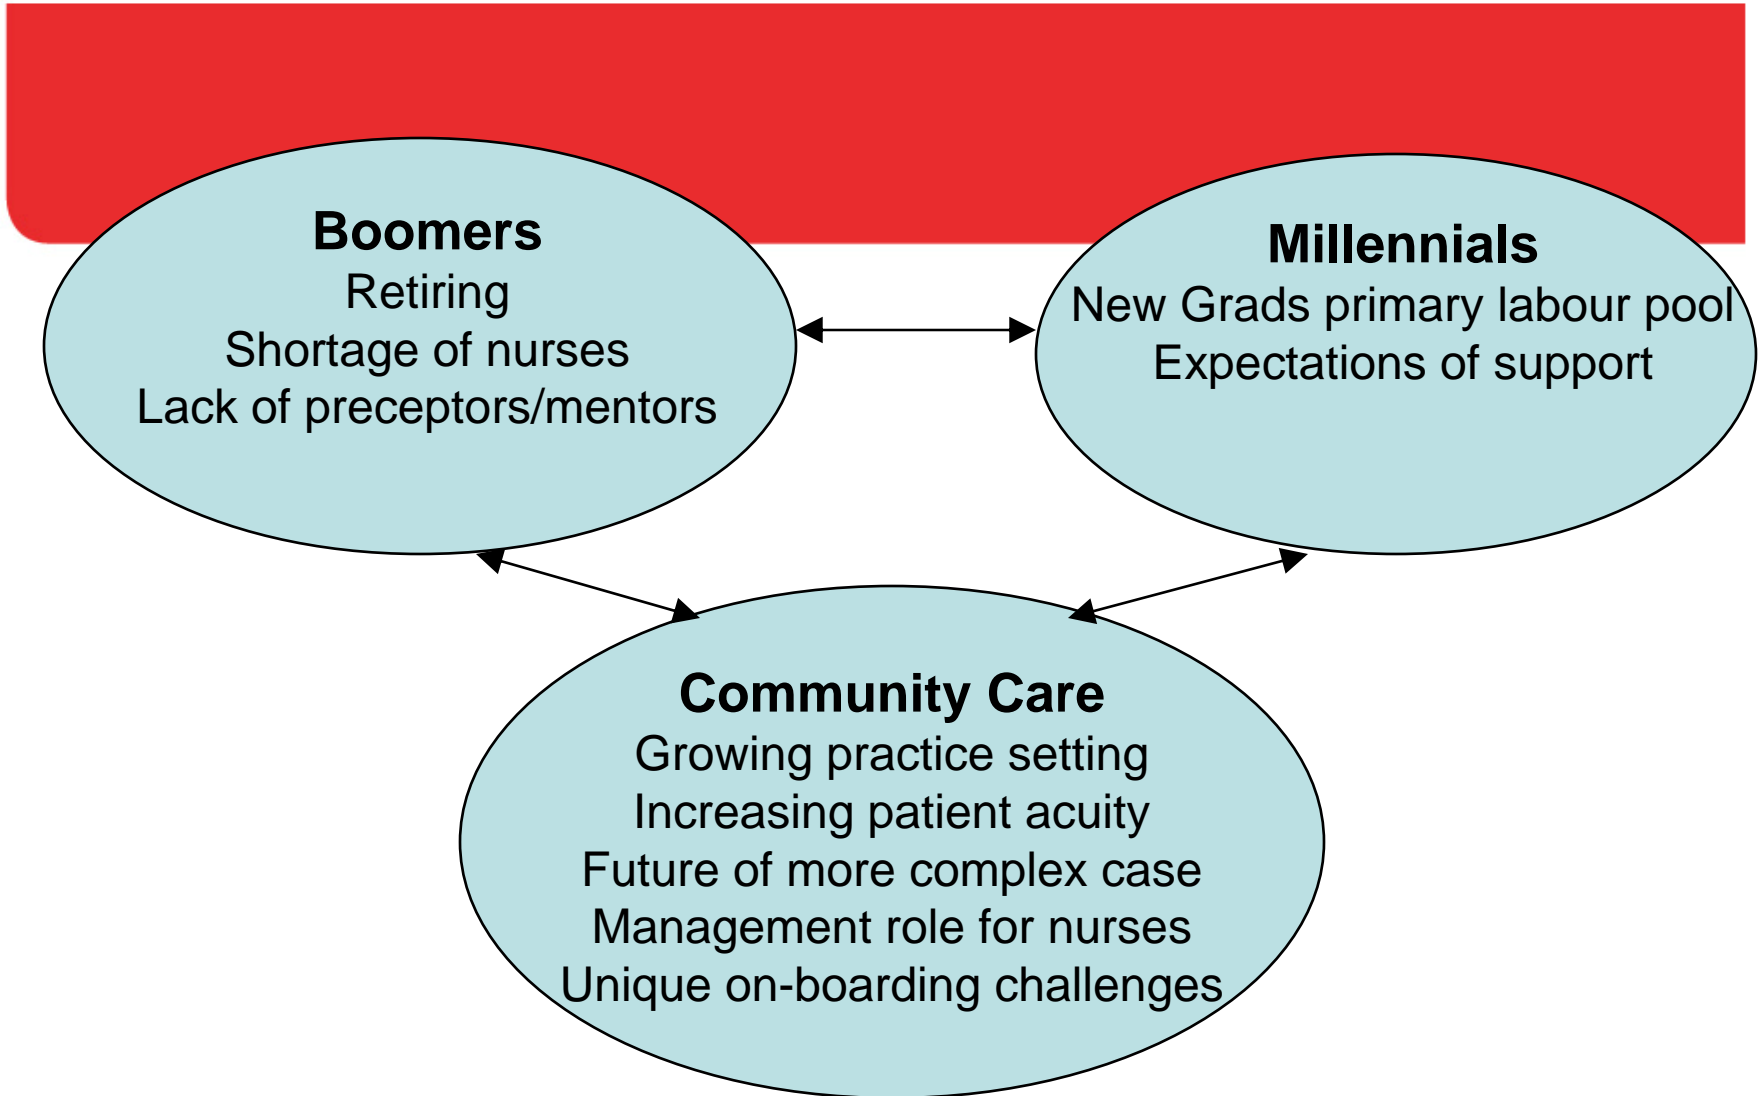 Boomers
Retiring
Shortage of nurses
Lack of preceptors/mentors
Millennials
New Grads primary labour pool
Expectations of support
Community Care
Growing practice setting
Increasing patient acuity
Future of more complex case
Management role for nurses
Unique on-boarding challenges